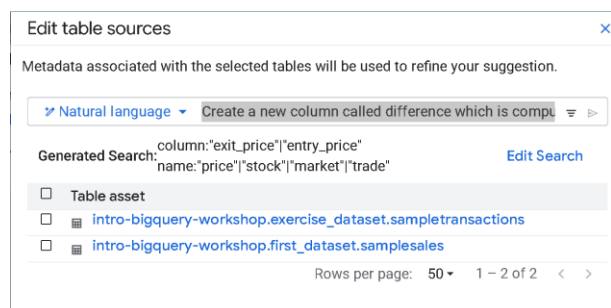 Edit table sources
Metadata associated with the selected tables will be used to refine your suggestion.
Natural language Create a new column called difference which is compu
Generated Search: column:"exit_price"|"entry_price"
name:"price"|"stock"|"market"|"trade"
Edit Search
Table asset
intro-bigquery-workshop.exercise_dataset.sampletransactions
intro-bigquery-workshop.first_dataset.samplesales
Rows per page: 50 1 – 2 of 2